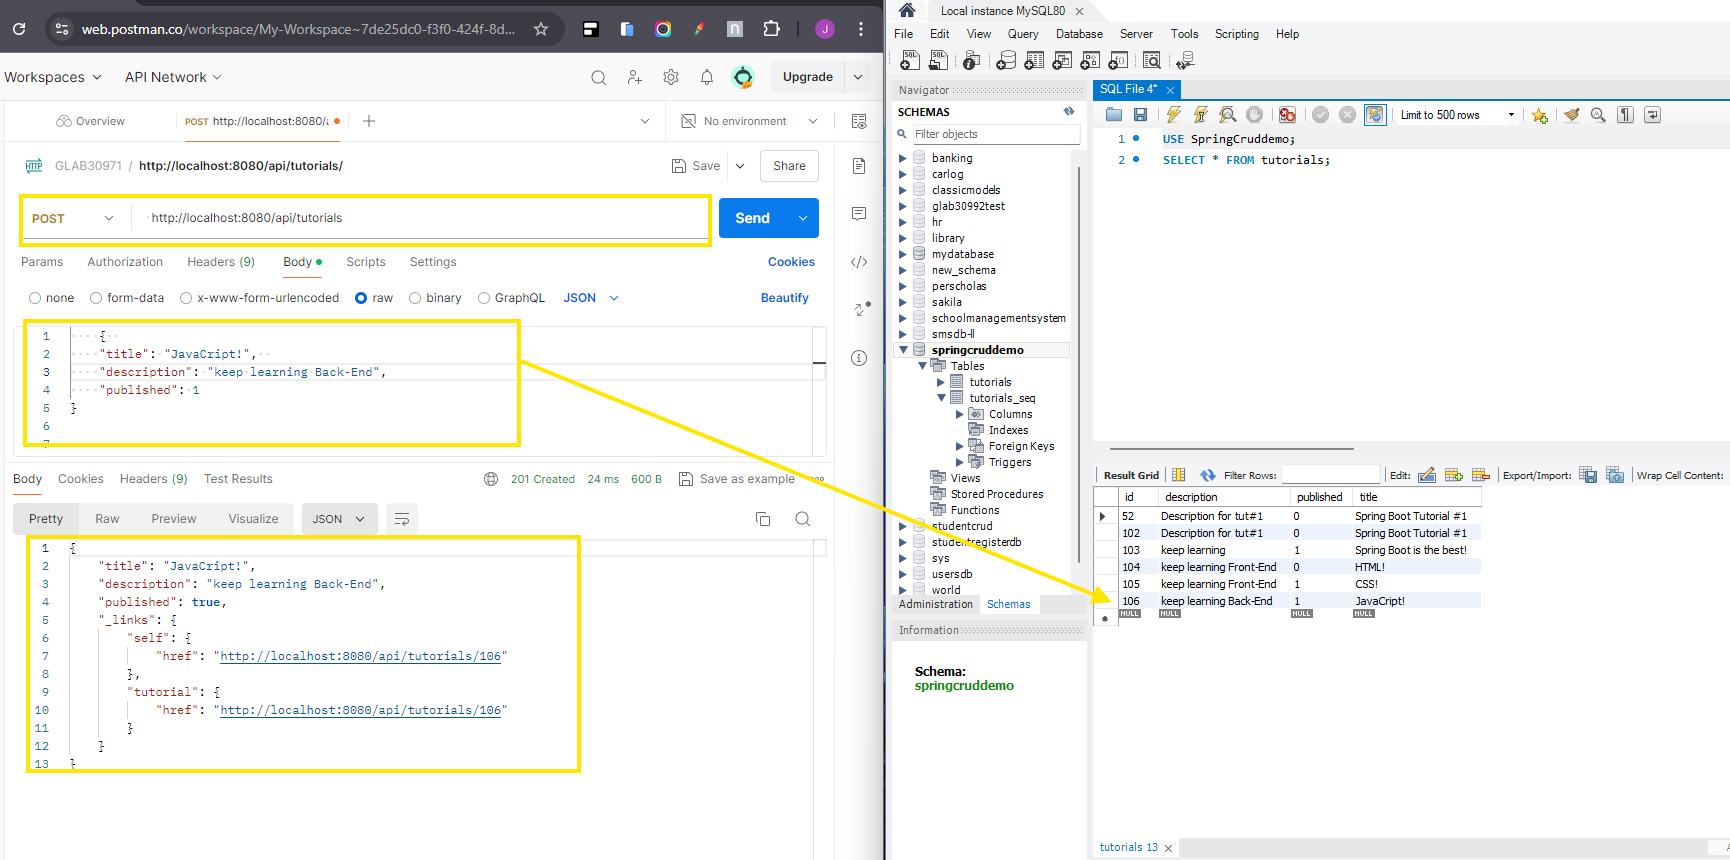 web.postman.co/workspace/My-Workspace~7de25dc0-f3f0-424f-8d...
J
Workspaces
API Network
Upgrade
Overview
POST http://localhost:8080/a
No environment
HTTP
GLAB30971 / http://localhost:8080/api/tutorials/
Save
Share
POST
http://localhost:8080/api/tutorials
Send
Params
Authorization
Headers (9)
Body
Scripts
Settings
Cookies
none
form-data
x-www-form-urlencoded
raw
binary
GraphQL
JSON
Beautify
1 {
2 "title": "JavaCript!",
3 "description": "keep learning Back-End",
4 "published": 1
5 }
6
7
Body
Cookies
Headers (9)
Test Results
201 Created
24 ms
600 B
Save as example
Pretty
Raw
Preview
Visualize
JSON
1 {
2 "title": "JavaCript!",
3 "description": "keep learning Back-End",
4 "published": true,
5 "_links": {
6 "self": {
7 "href": "http://localhost:8080/api/tutorials/106"
8 },
9 "tutorial": {
10 "href": "http://localhost:8080/api/tutorials/106"
11 }
12 }
13 }
Local instance MySQL80
File Edit View Query Database Server Tools Scripting Help
Navigator
SCHEMAS
Filter objects
banking
carlog
classicmodels
glab30992test
hr
library
mydatabase
new_schema
perscholas
sakila
schoolmanagementsystem
smsdb-ll
springcruddemo
Tables
tutorials
tutorials_seq
Columns
Indexes
Foreign Keys
Triggers
Views
Stored Procedures
Functions
studentcrud
studentregisterdb
sys
usersdb
world
Administration Schemas
Information
Schema:
springcruddemo
SQL File 4*
Limit to 500 rows
1 USE SpringCruddemo;
2 SELECT * FROM tutorials;
Result Grid
Filter Rows:
Edit:
Export/Import:
Wrap Cell Content:
id description published title
52 Description for tut#1 0 Spring Boot Tutorial #1
102 Description for tut#1 0 Spring Boot Tutorial #1
103 keep learning 1 Spring Boot is the best!
104 keep learning Front-End 0 HTML!
105 keep learning Front-End 1 CSS!
106 keep learning Back-End 1 JavaCript!
NULL NULL NULL NULL
tutorials 13